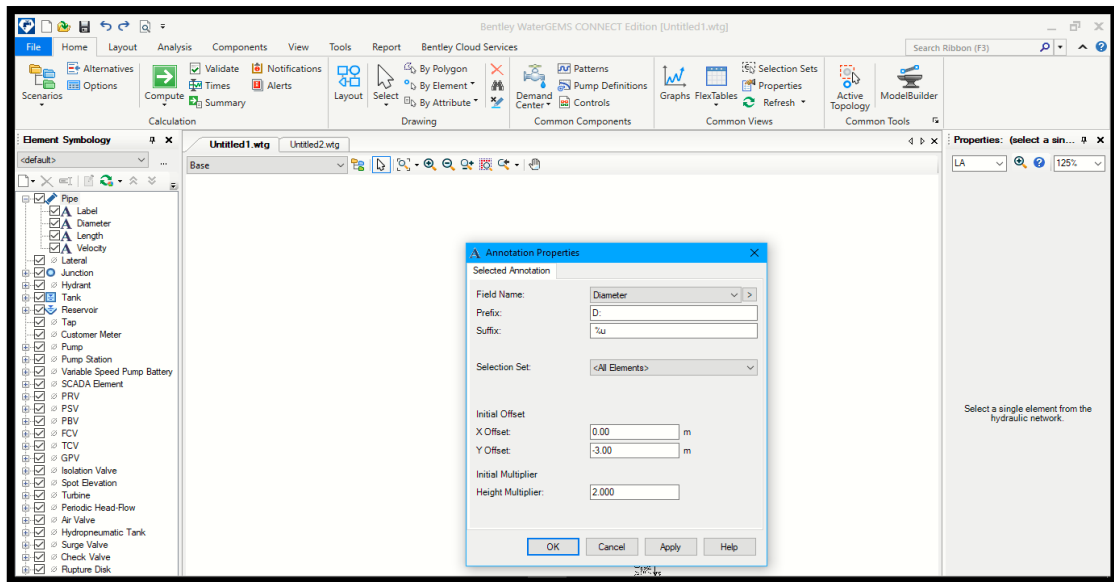 Bentley WaterGEMS CONNECT Edition [Untitled1.wtg]
File Home Layout Analysis Components View Tools Report Bentley Cloud Services Search Ribbon (F3)
Scenarios Alternatives Options Compute Validate Times Summary Notifications Alerts Layout Select By Polygon By Element By Attribute Demand Center Patterns Pump Definitions Controls Graphs FlexTables Selection Sets Properties Refresh Active Topology ModelBuilder
Calculation Drawing Common Components Common Views Common Tools
Element Symbology
<default>
...
Pipe
Label
Diameter
Length
Velocity
Lateral
Junction
Hydrant
Tank
Reservoir
Tap
Customer Meter
Pump
Pump Station
Variable Speed Pump Battery
SCADA Element
PRV
PSV
PBV
FCV
TCV
GPV
Isolation Valve
Spot Elevation
Turbine
Periodic Head-Flow
Air Valve
Hydropneumatic Tank
Surge Valve
Check Valve
Rupture Disk
Untitled1.wtg Untitled2.wtg
Base
Annotation Properties
Selected Annotation
Field Name: Diameter >
Prefix: D:
Suffix: %u
Selection Set: <All Elements>
Initial Offset
X Offset: 0.00 m
Y Offset: -3.00 m
Initial Multiplier
Height Multiplier: 2.000
OK Cancel Apply Help
Properties: (select a sin...
LA 125%
Select a single element from the
hydraulic network.